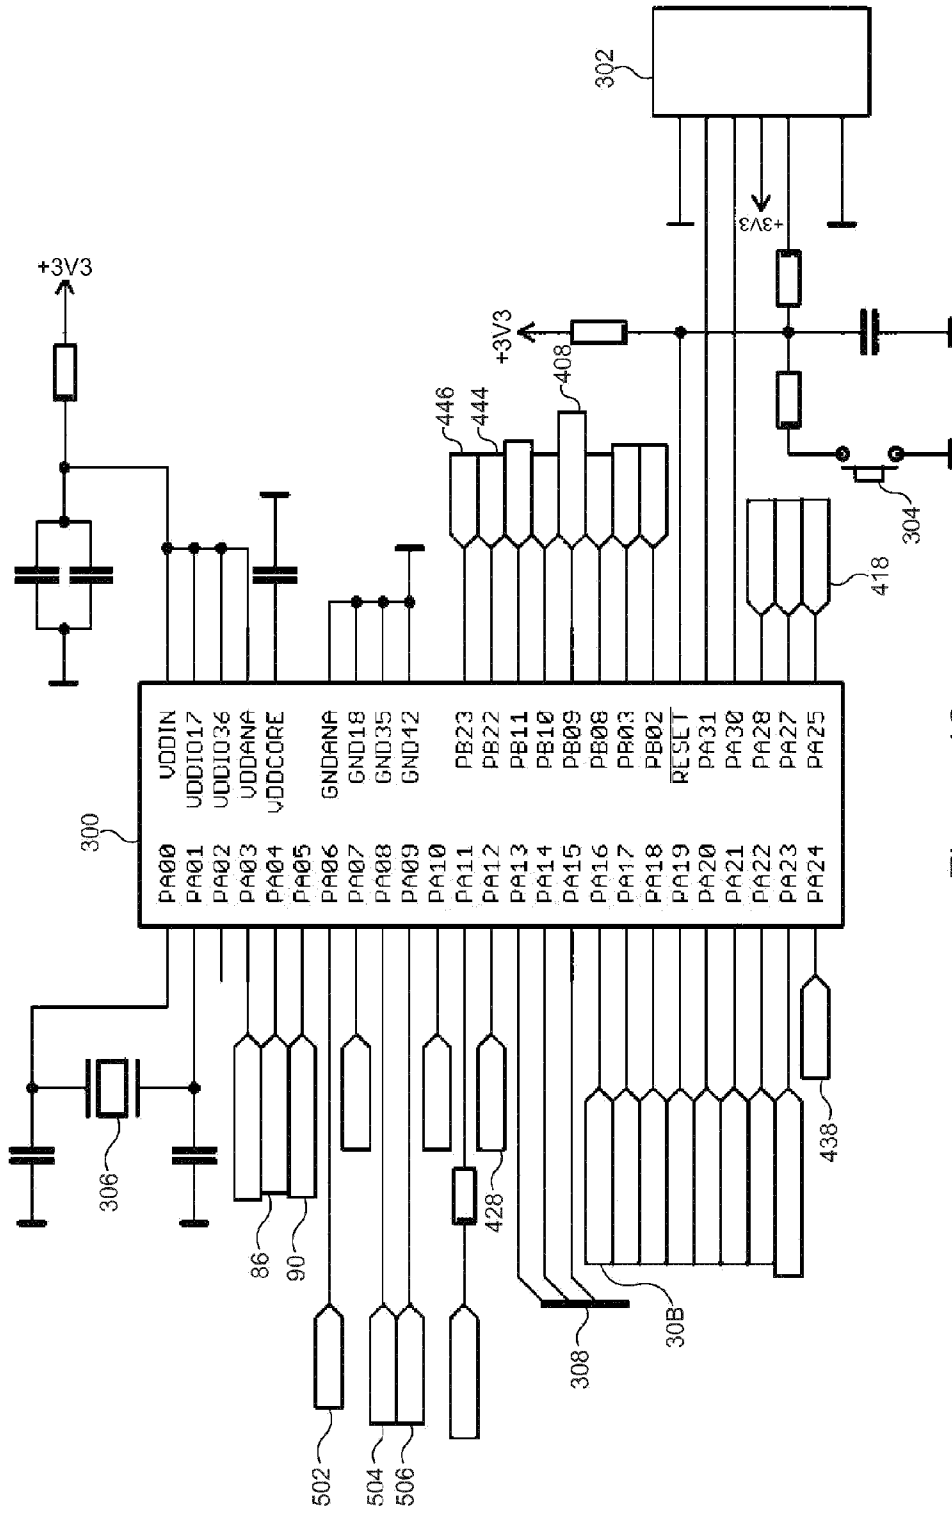 302
+3V3
+3V3
+3V3
446
444
408
304
418
300
VDDIN
VDDIO17
VDDIO36
VDDANA
VDDCORE
GNDANA
GND18
GND35
GND42
PB23
PB22
PB11
PB10
PB09
PB08
PB03
PB02
RESET
PA31
PA30
PA28
PA27
PA25
PA00
PA01
PA02
PA03
PA04
PA05
PA06
PA07
PA08
PA09
PA10
PA11
PA12
PA13
PA14
PA15
PA16
PA17
PA18
PA19
PA20
PA21
PA22
PA23
PA24
306
86
90
428
438
308
30B
502
504
506